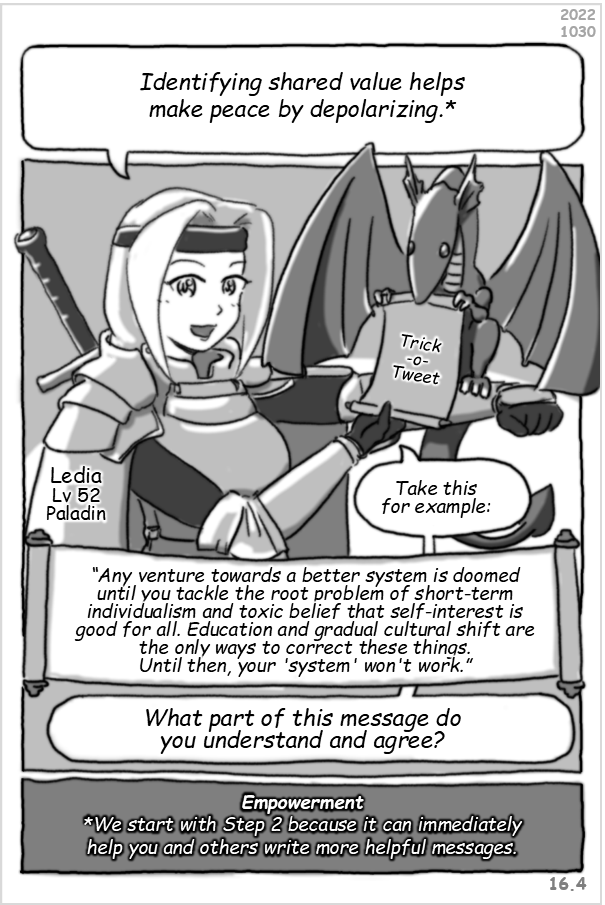 2022
1030
Identifying shared value helps
make peace by depolarizing.*
Trick
-o-
Tweet
Ledia
Lv 52
Paladin
Take this
for example:
"Any venture towards a better system is doomed
until you tackle the root problem of short-term
individualism and toxic belief that self-interest is
good for all. Education and gradual cultural shift are
the only ways to correct these things.
Until then, your 'system' won't work."
What part of this message do
you understand and agree?
Empowerment
*We start with Step 2 because it can immediately
help you and others write more helpful messages.
16.4